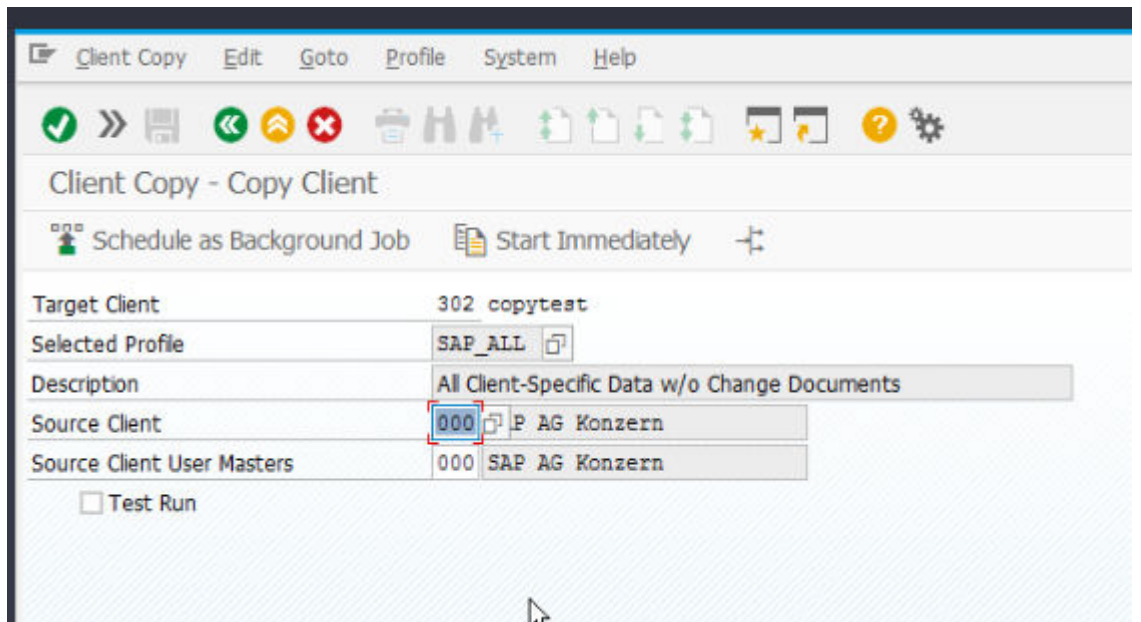 Client Copy Edit Goto Profile System Help
Client Copy - Copy Client
Schedule as Background Job Start Immediately
Target Client 302 copytest
Selected Profile SAP_ALL
Description All Client-Specific Data w/o Change Documents
Source Client 000 P AG Konzern
Source Client User Masters 000 SAP AG Konzern
Test Run